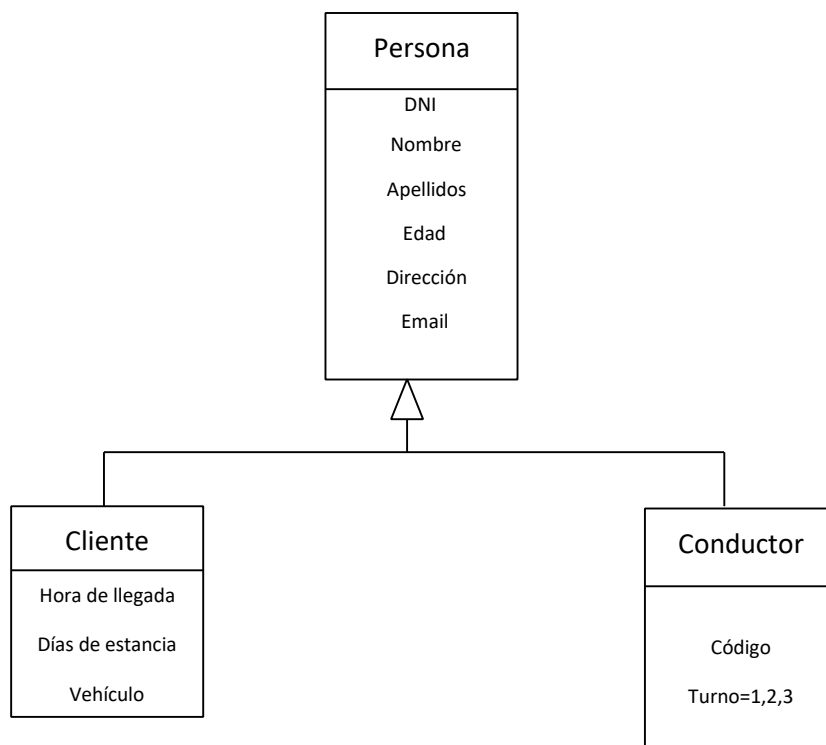 Persona
DNI
Nombre
Apellidos
Edad
Dirección
Email
Cliente
Hora de llegada
Días de estancia
Vehículo
Conductor
Código
Turno=1,2,3